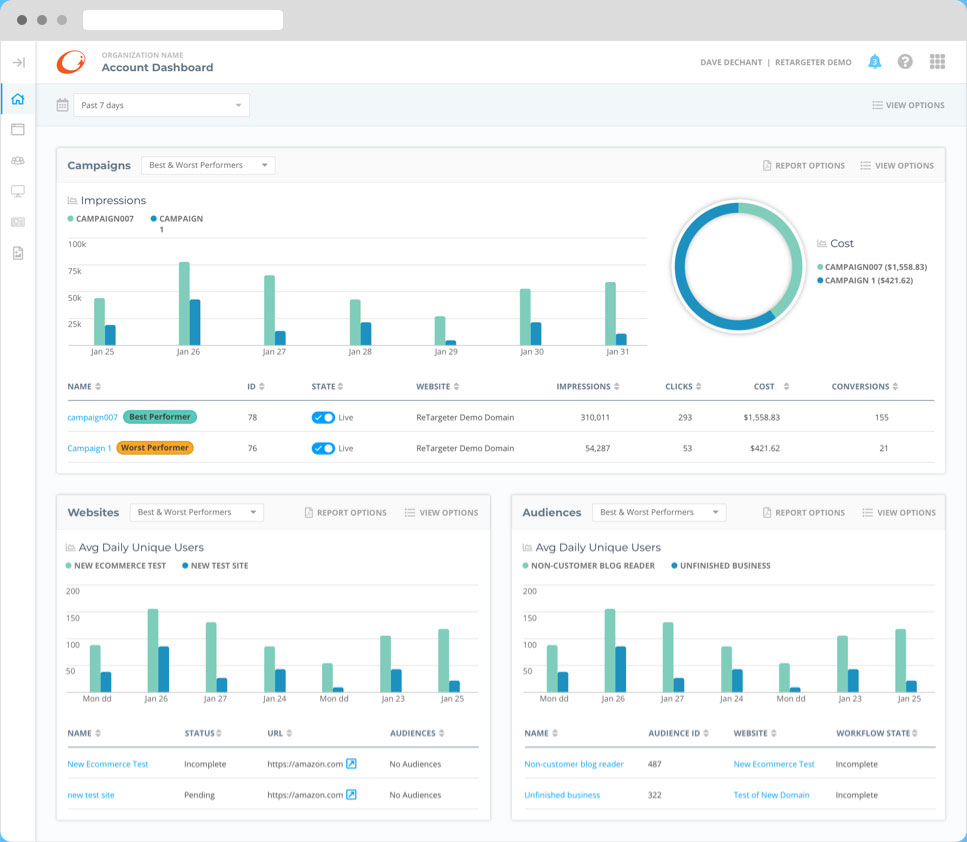 ORGANIZATION NAME
Account Dashboard
DAVE DECHANT | RETARGETER DEMO
3
?
Past 7 days
VIEW OPTIONS
Campaigns
Best & Worst Performers
REPORT OPTIONS
VIEW OPTIONS
Impressions
CAMPAIGN007
CAMPAIGN
1
100k
75k
50k
25k
Jan 25 Jan 26 Jan 27 Jan 28 Jan 29 Jan 30 Jan 31
Cost
CAMPAIGN007 ($1,558.83)
CAMPAIGN 1 ($421.62)
NAME ID STATE WEBSITE IMPRESSIONS CLICKS COST CONVERSIONS
campaign007 Best Performer 78 Live ReTargeter Demo Domain 310,011 293 $1,558.83 155
Campaign 1 Worst Performer 76 Live ReTargeter Demo Domain 54,287 53 $421.62 21
Websites
Best & Worst Performers
REPORT OPTIONS
VIEW OPTIONS
Avg Daily Unique Users
NEW ECOMMERCE TEST NEW TEST SITE
200
150
100
50
Mon dd Jan 26 Jan 27 Jan 24 Mon dd Jan 23 Jan 25
NAME STATUS URL AUDIENCES
New Ecommerce Test Incomplete https://amazon.com No Audiences
new test site Pending https://amazon.com No Audiences
Audiences
Best & Worst Performers
REPORT OPTIONS
VIEW OPTIONS
Avg Daily Unique Users
NON-CUSTOMER BLOG READER UNFINISHED BUSINESS
200
150
100
50
Mon dd Jan 26 Jan 27 Jan 24 Mon dd Jan 23 Jan 25
NAME AUDIENCE ID WEBSITE WORKFLOW STATE
Non-customer blog reader 487 New Ecommerce Test Incomplete
Unfinished business 322 Test of New Domain Incomplete